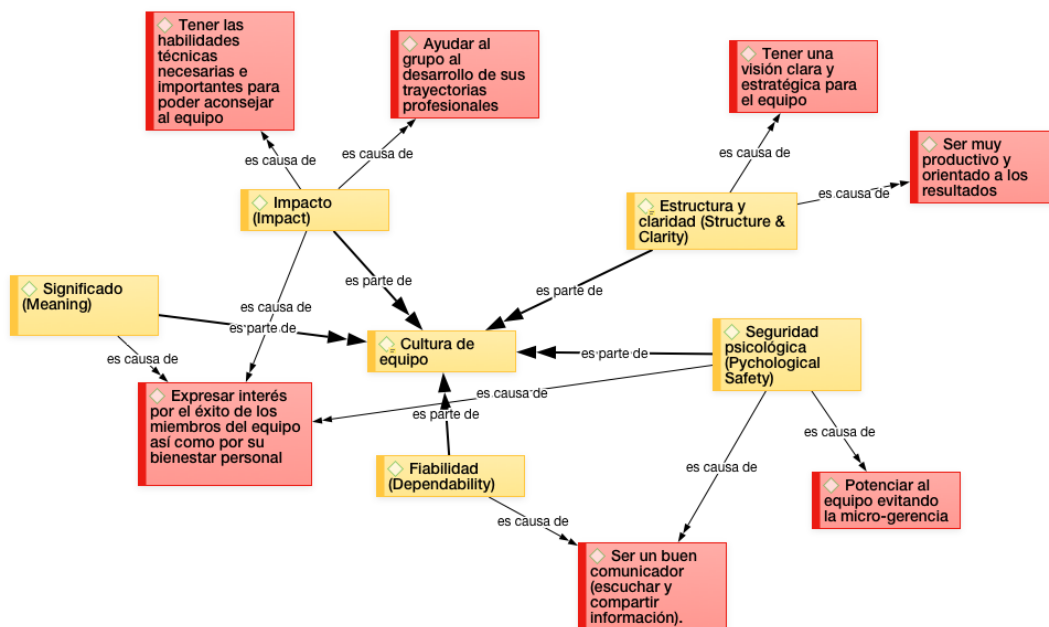 Tener las
habilidades
técnicas
necesarias e
importantes para
poder aconsejar
al equipo
Ayudar al
grupo al
desarrollo de sus
trayectorias
profesionales
Tener una
visión clara y
estratégica para
el equipo
es causa de
es causa de
es causa de
Ser muy
productivo y
orientado a los
resultados
es causa de
Impacto
(Impact)
Estructura y
claridad (Structure &
Clarity)
es parte de
es parte de
Significado
(Meaning)
es causa de
es parte de
Cultura de
equipo
Seguridad
psicológica
(Pychological
Safety)
es parte de
es causa de
es causa de
Expresar interés
por el éxito de los
miembros del equipo
así como por su
bienestar personal
es parte de
es causa de
Fiabilidad
(Dependability)
es causa de
Potenciar al
equipo evitando
la micro-gerencia
es causa de
Ser un buen
comunicador
(escuchar y
compartir
información).